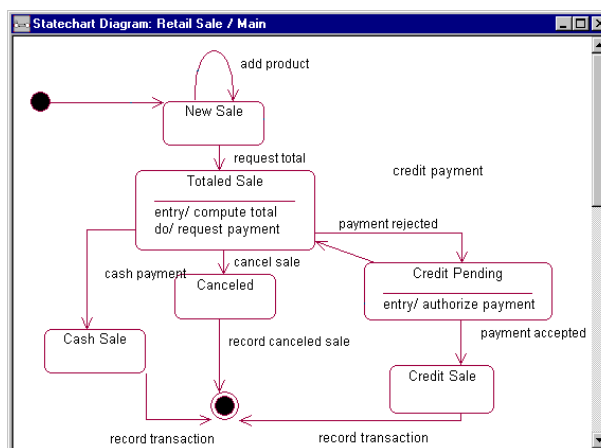 Statechart Diagram: Retail Sale / Main
add product
New Sale
request total
Totaled Sale
credit payment
entry/ compute total
do/ request payment
payment rejected
cancel sale
cash payment
Canceled
Credit Pending
entry/ authorize payment
Cash Sale
record canceled sale
payment accepted
Credit Sale
record transaction
record transaction